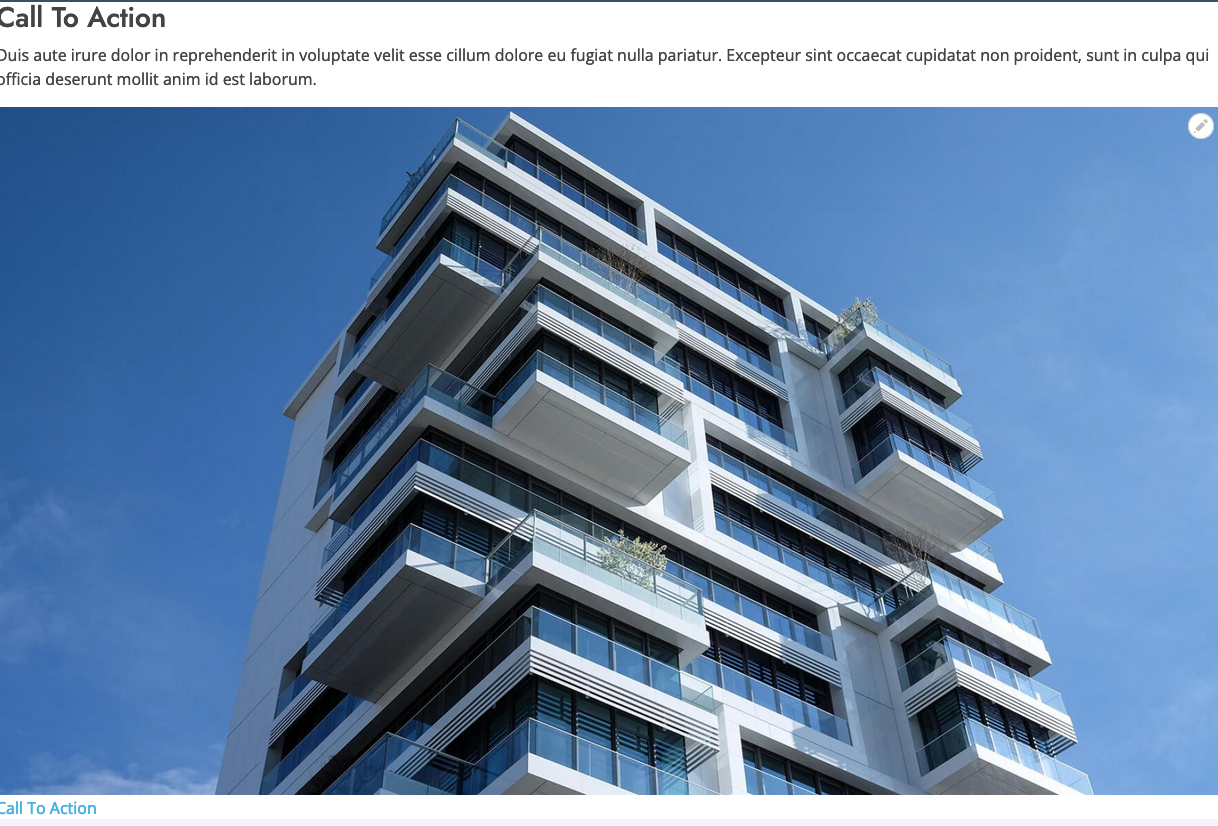 Call To Action
Duis aute irure dolor in reprehenderit in voluptate velit esse cillum dolore eu fugiat nulla pariatur. Excepteur sint occaecat cupidatat non proident, sunt in culpa qui
officia deserunt mollit anim id est laborum.
Call To Action